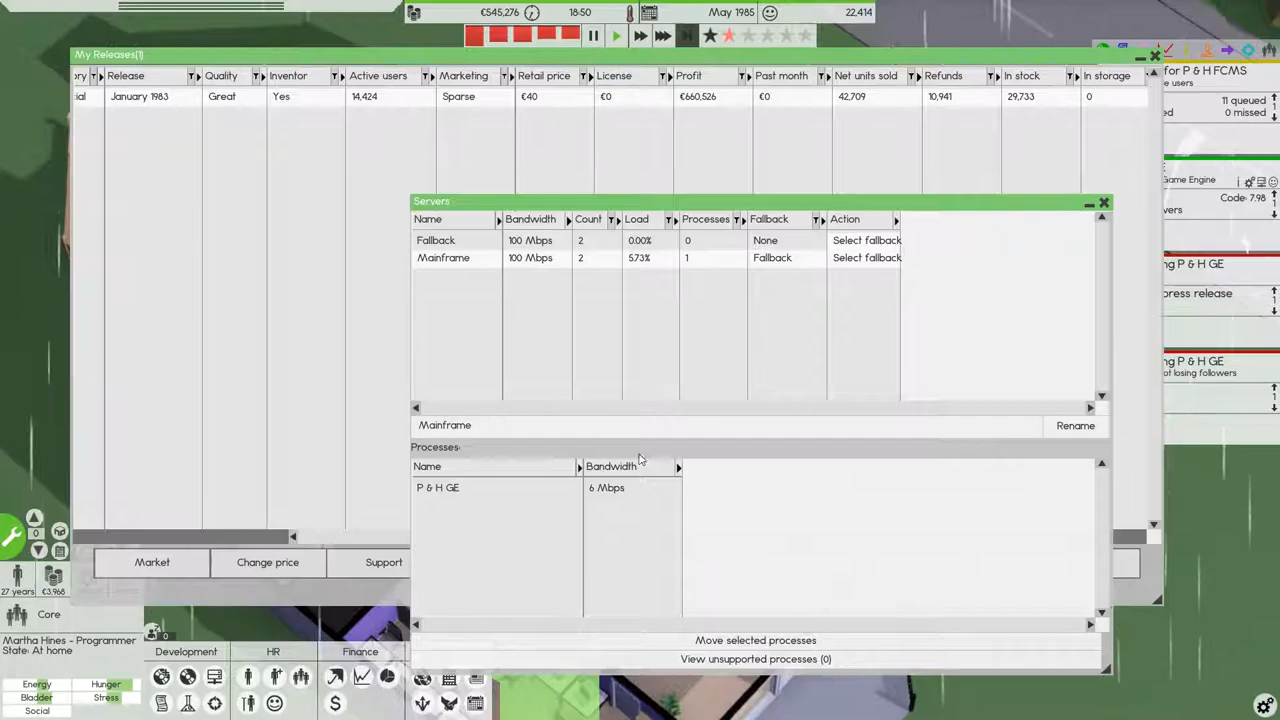 €545,276 18:50 May 1985 22,414
My Releases(1)
Release Quality Inventor Active users Marketing Retail price License Profit Past month Net units sold Refunds In stock In storage
January 1983 Great Yes 14,424 Sparse €40 €0 €660,526 €0 42,709 10,941 29,733 0
for P & H FCMS
e users
11 queued
0 missed
Game Engine
Code: 7.98
vers
ng P & H GE
press release
ng P & H GE
ot losing followers
Servers
Name Bandwidth Count Load Processes Fallback Action
Fallback 100 Mbps 2 0.00% 0 None Select fallback
Mainframe 100 Mbps 2 5.73% 1 Fallback Select fallback
Mainframe Rename
Processes:
Name Bandwidth
P & H GE 6 Mbps
Move selected processes
View unsupported processes (0)
Market Change price Support
0
27 years €3,968
Core
Martha Hines - Programmer
State: At home
0
Energy Hunger
Bladder Stress
Social
Development HR Finance